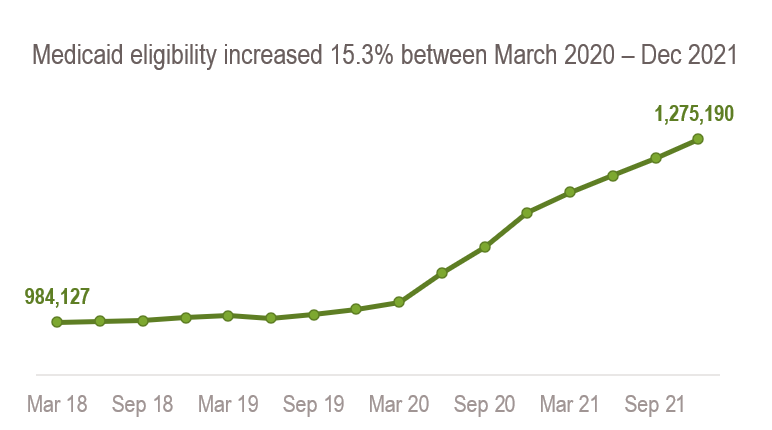 Medicaid eligibility increased 15.3% between March 2020 – Dec 2021
1,275,190
984,127
Mar 18 Sep 18 Mar 19 Sep 19 Mar 20 Sep 20 Mar 21 Sep 21